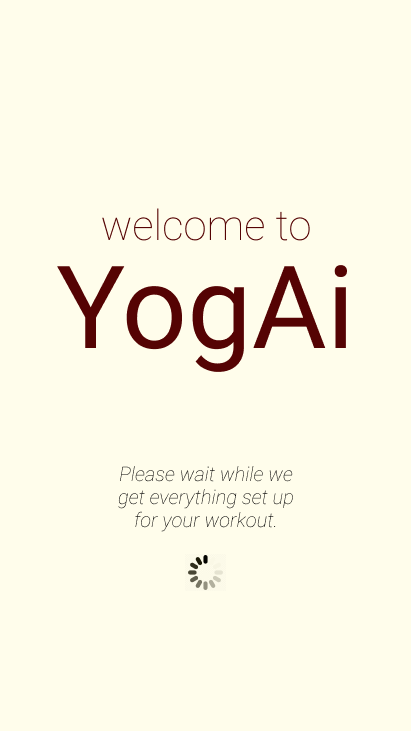 welcome to
YogAi
Please wait while we
get everything set up
for your workout.